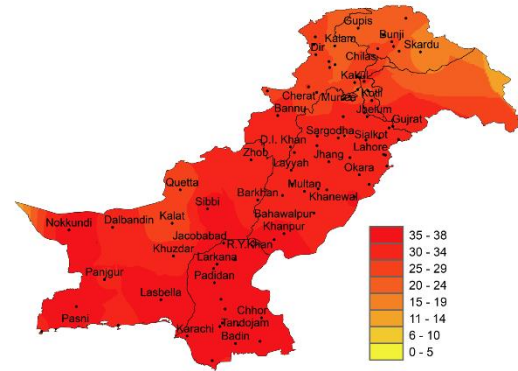 Gupis
Bunji
Kalam
Skardu
Dir
Chilas
Kakul
Cherat
Murree
Kotli
Bannu
Jhelum
Gujrat
Sargodha
Sialkot
D.I. Khan
Lahore
Zhob
Jhang
Layyah
Okara
Quetta
Multan
Khanewal
Barkhan
Sibbi
Bahawalpur
Kalat
Nokkundi
Dalbandin
Khanpur
Jacobabad
R.Y.Khan
Khuzdar
Larkana
Panjgur
Padidan
Lasbella
Chhor
Pasni
Tandojam
Karachi
Badin
35 - 38
30 - 34
25 - 29
20 - 24
15 - 19
11 - 14
6 - 10
0 - 5